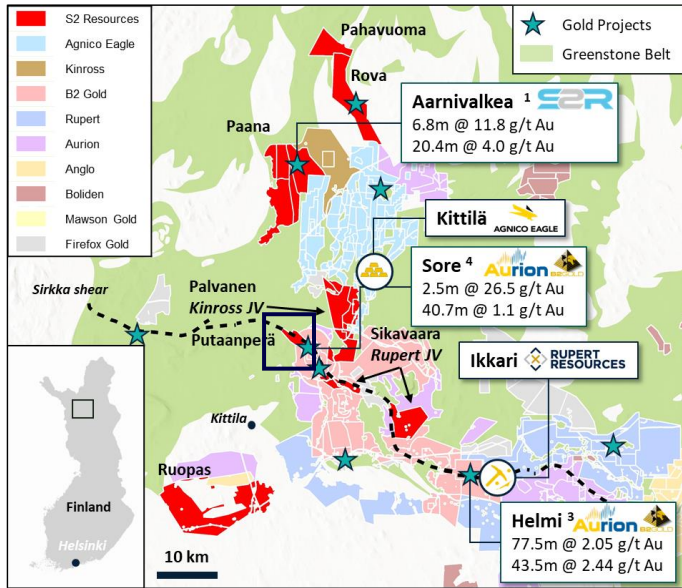 S2 Resources
Agnico Eagle
Kinross
B2 Gold
Rupert
Aurion
Anglo
Boliden
Mawson Gold
Firefox Gold
Gold Projects
Greenstone Belt
Pahavuoma
Rova
Paana
Aarnivalkea 1 S2R
6.8m @ 11.8 g/t Au
20.4m @ 4.0 g/t Au
Kittilä AGNICO EAGLE
Sore 4 Aurion B2GOLD
2.5m @ 26.5 g/t Au
40.7m @ 1.1 g/t Au
Sirkka shear
Palvanen
Kinross JV
Putaanperä
Sikavaara
Rupert JV
Ikkari RUPERT
RESOURCES
Kittila
Ruopas
Finland
Helsinki
10 km
Helmi 3 Aurion B2GOLD
77.5m @ 2.05 g/t Au
43.5m @ 2.44 g/t Au